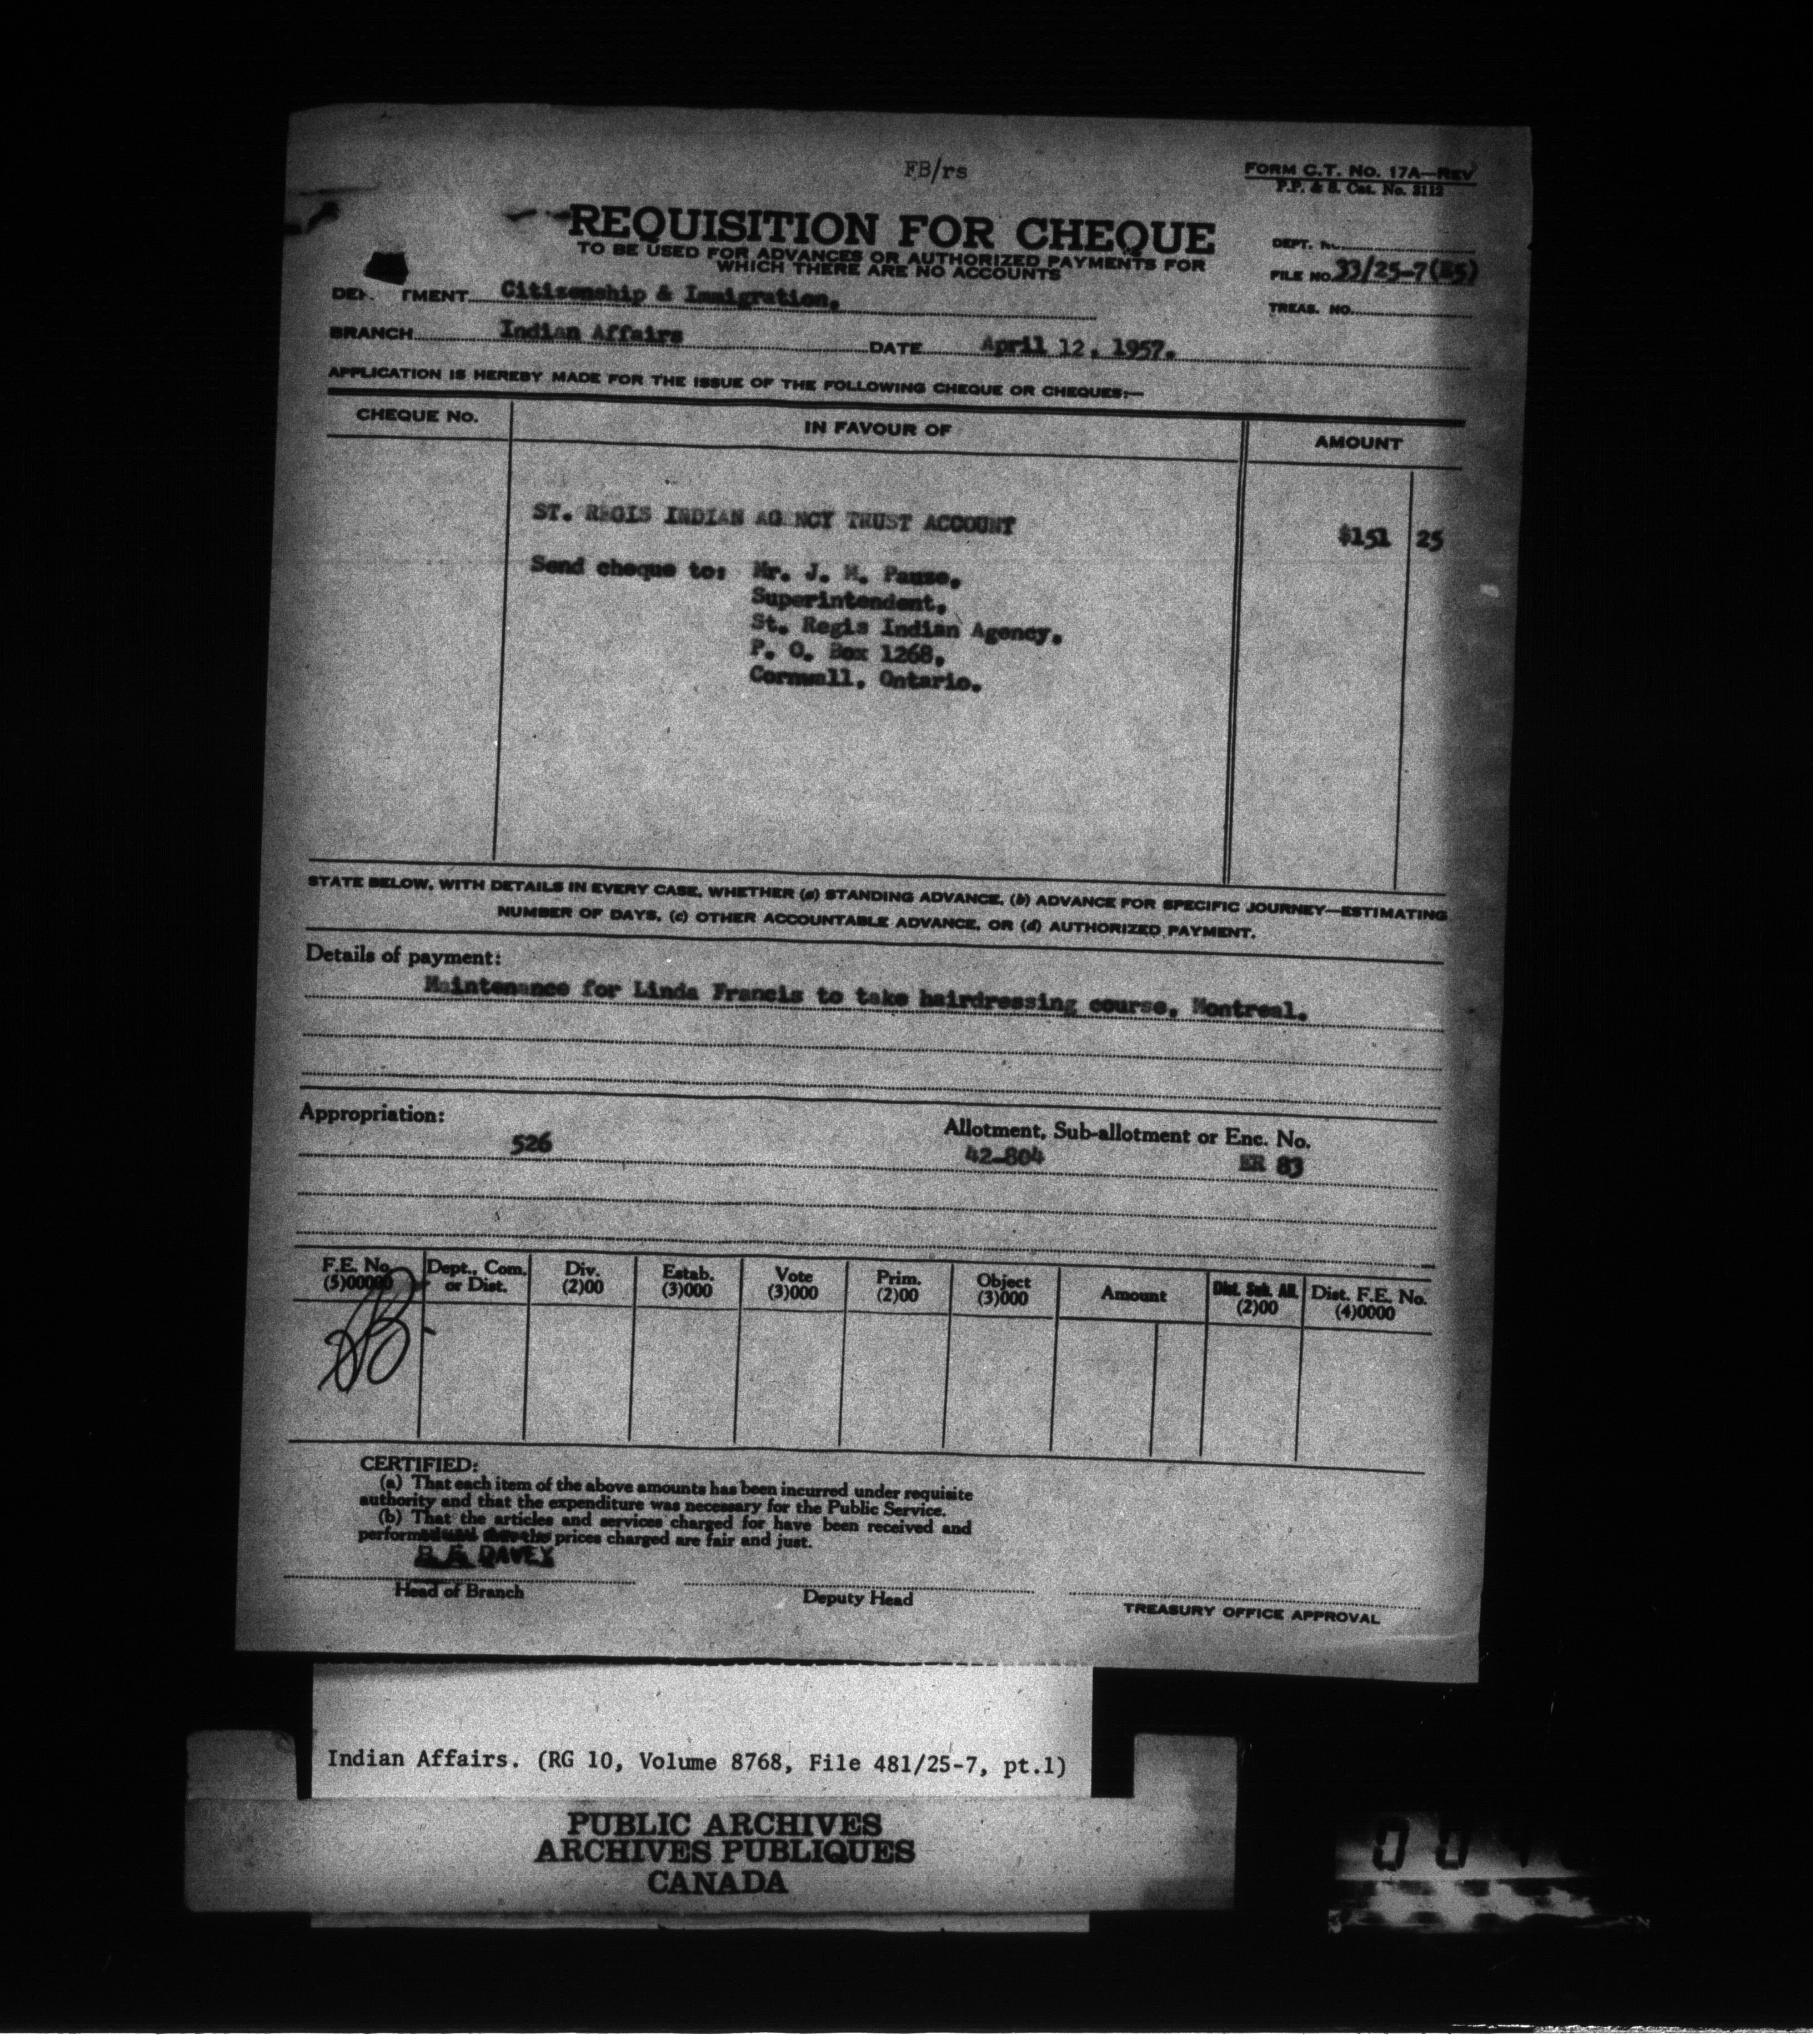 FB/rs
FORM C.T. NO. 17A—REV
P.P. & S. Cat. No. 3112
REQUISITION FOR CHEQUE
TO BE USED FOR ADVANCES OR AUTHORIZED PAYMENTS FOR
WHICH THERE ARE NO ACCOUNTS
DEPT.
FILE NO. 33/25-7(E5)
TREAS. NO.
TMENT Citizenship & Immigration,
BRANCH Indian Affairs DATE April 12, 1957.
APPLICATION IS HEREBY MADE FOR THE ISSUE OF THE FOLLOWING CHEQUE OR CHEQUES:—
CHEQUE NO. IN FAVOUR OF AMOUNT
ST. REGIS INDIAN AGENCY TRUST ACCOUNT $151 25
Send cheque to: Mr. J. M. Pauze,
Superintendent,
St. Regis Indian Agency,
P. O. Box 1268,
Cornwall, Ontario.
STATE BELOW, WITH DETAILS IN EVERY CASE, WHETHER (a) STANDING ADVANCE, (b) ADVANCE FOR SPECIFIC JOURNEY—ESTIMATING
NUMBER OF DAYS, (c) OTHER ACCOUNTABLE ADVANCE, OR (d) AUTHORIZED PAYMENT.
Details of payment:
Maintenance for Linda Francis to take hairdressing course, Montreal.
Appropriation: Allotment, Sub-allotment or Enc. No.
526 42-804 ER 83
F.E. No. Dept., Com. Div. Estab. Vote Prim. Object Amount Dist. Sub. All. Dist. F.E. No.
(5)00000 or Dist. (2)00 (3)000 (3)000 (2)00 (3)000 (2)00 (4)0000
CERTIFIED:
(a) That each item of the above amounts has been incurred under requisite
authority and that the expenditure was necessary for the Public Service.
(b) That the articles and services charged for have been received and
performed and that the prices charged are fair and just.
R. F. DAVEY
Head of Branch Deputy Head TREASURY OFFICE APPROVAL
Indian Affairs. (RG 10, Volume 8768, File 481/25-7, pt.1)
PUBLIC ARCHIVES
ARCHIVES PUBLIQUES
CANADA